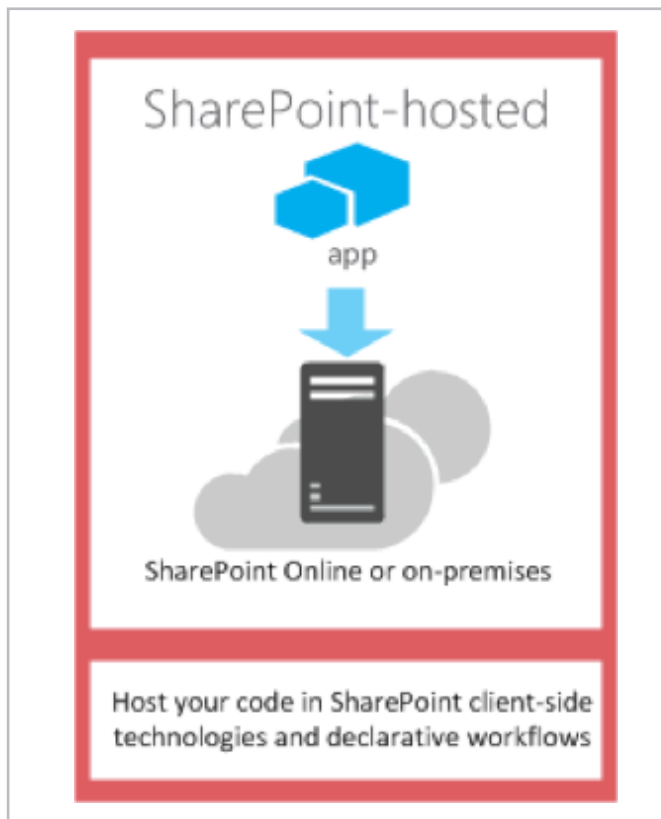 SharePoint-hosted
app
SharePoint Online or on-premises
Host your code in SharePoint client-side
technologies and declarative workflows